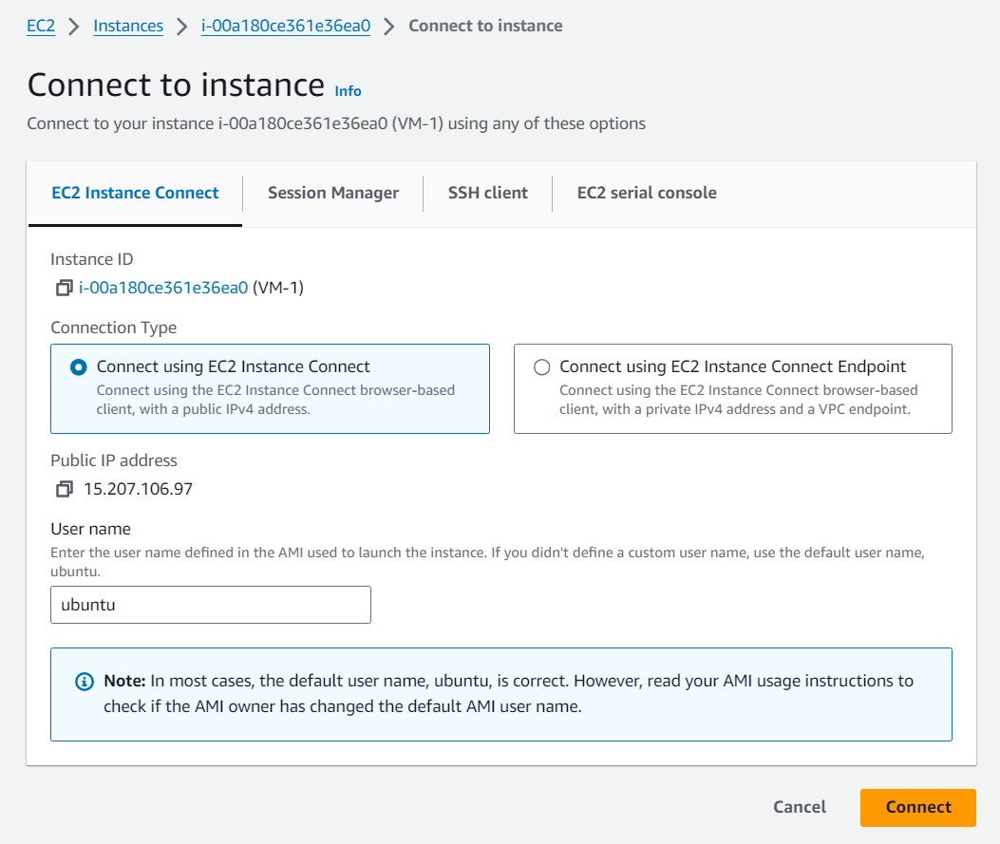 EC2 > Instances > i-00a180ce361e36ea0 > Connect to instance
Connect to instance Info
Connect to your instance i-00a180ce361e36ea0 (VM-1) using any of these options
EC2 Instance Connect Session Manager SSH client EC2 serial console
Instance ID
i-00a180ce361e36ea0 (VM-1)
Connection Type
Connect using EC2 Instance Connect
Connect using the EC2 Instance Connect browser-based
client, with a public IPv4 address.
Connect using EC2 Instance Connect Endpoint
Connect using the EC2 Instance Connect browser-based
client, with a private IPv4 address and a VPC endpoint.
Public IP address
15.207.106.97
User name
Enter the user name defined in the AMI used to launch the instance. If you didn't define a custom user name, use the default user name,
ubuntu.
ubuntu
Note: In most cases, the default user name, ubuntu, is correct. However, read your AMI usage instructions to
check if the AMI owner has changed the default AMI user name.
Cancel Connect